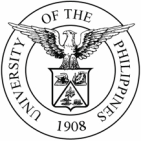 UNIVERSITY OF THE PHILIPPINES
1908